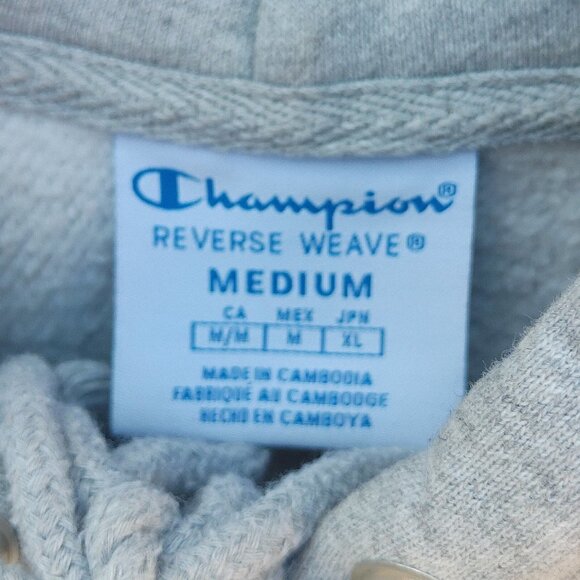 Champion®
REVERSE WEAVE®
MEDIUM
CA MEX JPN
M/M M XL
MADE IN CAMBODIA
FABRIQUÉ AU CAMBODGE
HECHO EN CAMBOYA